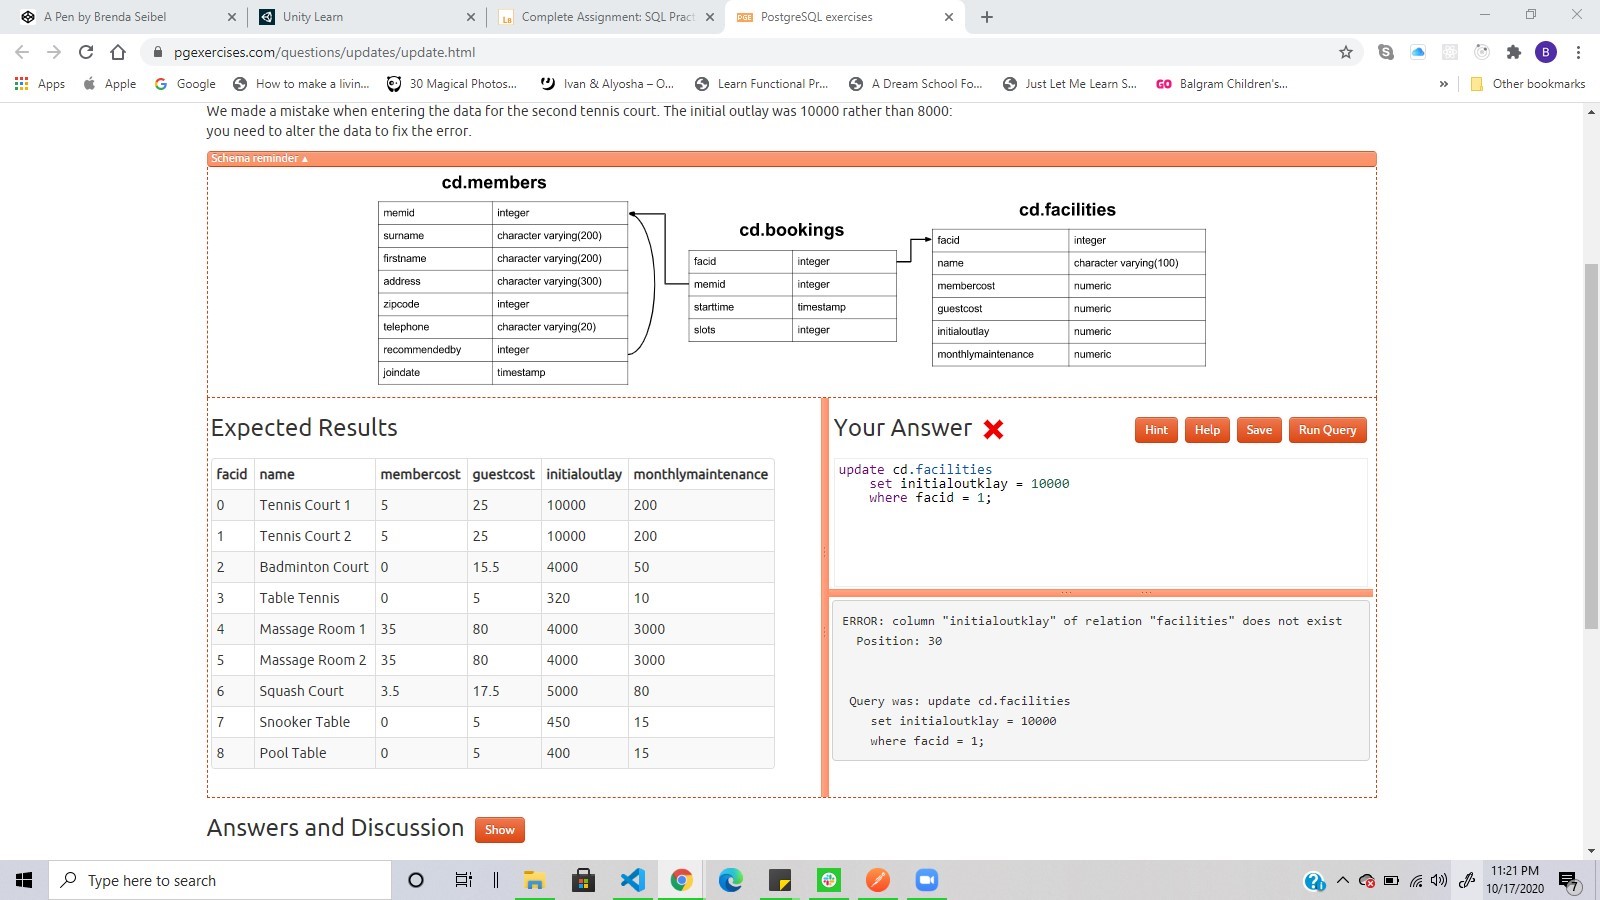 A Pen by Brenda Seibel
Unity Learn
Complete Assignment: SQL Pract
PostgreSQL exercises
pgexercises.com/questions/updates/update.html
B
Apps
Apple
Google
How to make a livin...
30 Magical Photos...
Ivan & Alyosha – O...
Learn Functional Pr...
A Dream School Fo...
Just Let Me Learn S...
GO Balgram Children's...
»
Other bookmarks
We made a mistake when entering the data for the second tennis court. The initial outlay was 10000 rather than 8000:
you need to alter the data to fix the error.
Schema reminder ▲
cd.members
memid integer
surname character varying(200)
firstname character varying(200)
address character varying(300)
zipcode integer
telephone character varying(20)
recommendedby integer
joindate timestamp
cd.bookings
facid integer
memid integer
starttime timestamp
slots integer
cd.facilities
facid integer
name character varying(100)
membercost numeric
guestcost numeric
initialoutlay numeric
monthlymaintenance numeric
Expected Results
facid name membercost guestcost initialoutlay monthlymaintenance
0 Tennis Court 1 5 25 10000 200
1 Tennis Court 2 5 25 10000 200
2 Badminton Court 0 15.5 4000 50
3 Table Tennis 0 5 320 10
4 Massage Room 1 35 80 4000 3000
5 Massage Room 2 35 80 4000 3000
6 Squash Court 3.5 17.5 5000 80
7 Snooker Table 0 5 450 15
8 Pool Table 0 5 400 15
Your Answer
Hint
Help
Save
Run Query
update cd.facilities
set initialoutklay = 10000
where facid = 1;
ERROR: column "initialoutklay" of relation "facilities" does not exist
Position: 30
Query was: update cd.facilities
set initialoutklay = 10000
where facid = 1;
Answers and Discussion
Show
Type here to search
11:21 PM
10/17/2020
7